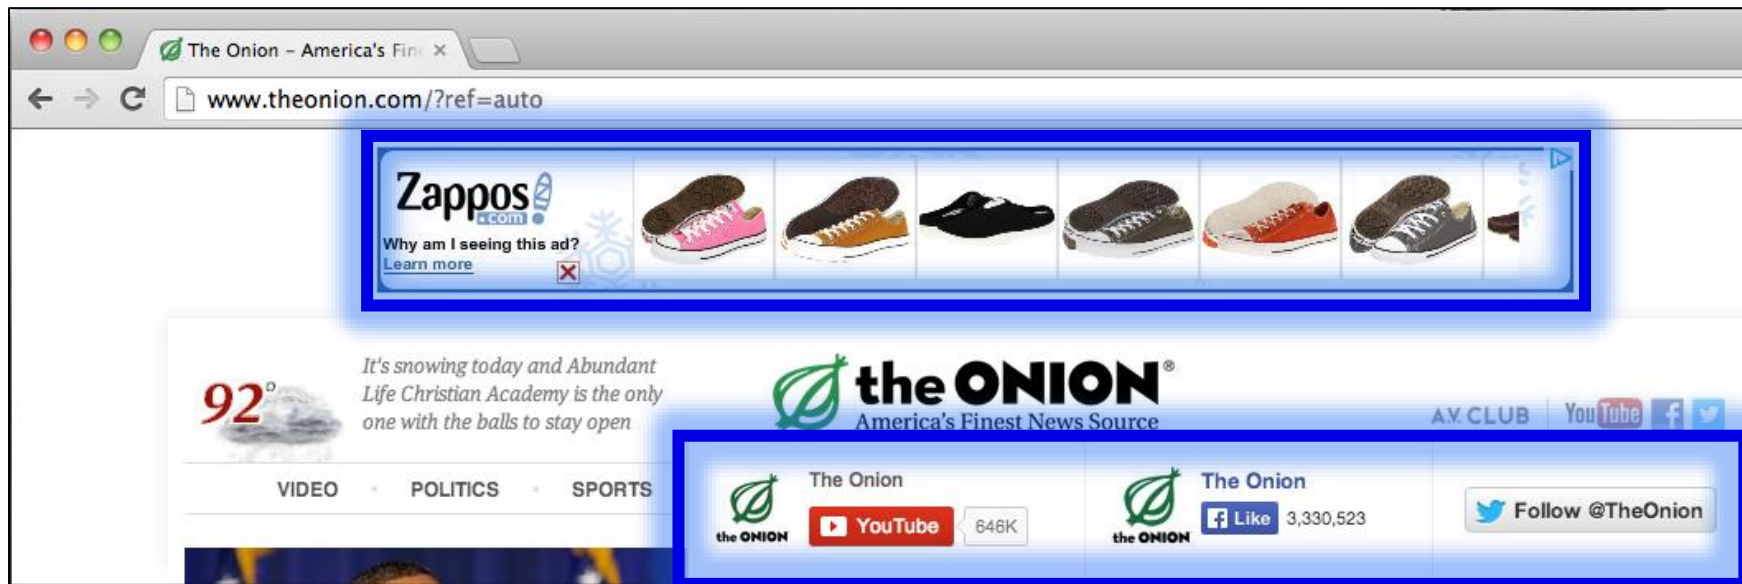 The Onion – America's Fin
www.theonion.com/?ref=auto
Zappos
.com
Why am I seeing this ad?
Learn more
92°
It's snowing today and Abundant
Life Christian Academy is the only
one with the balls to stay open
the ONION®
America's Finest News Source
A.V. CLUB YouTube
VIDEO POLITICS SPORTS
the ONION
The Onion
YouTube 646K
the ONION
The Onion
Like 3,330,523
Follow @TheOnion